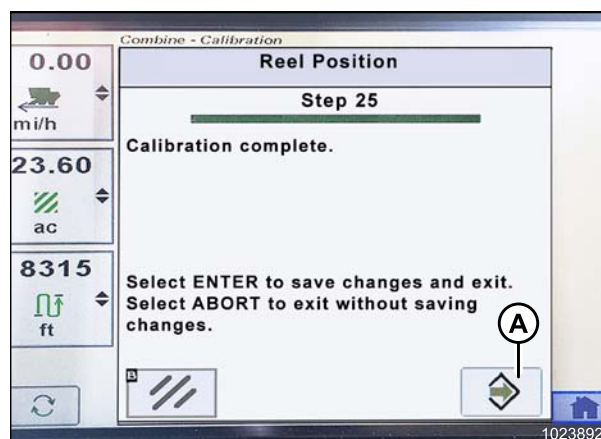 Combine - Calibration
0.00
mi/h
23.60
ac
8315
ft
Reel Position
Step 25
Calibration complete.
Select ENTER to save changes and exit.
Select ABORT to exit without saving
changes.
B
A
1023892